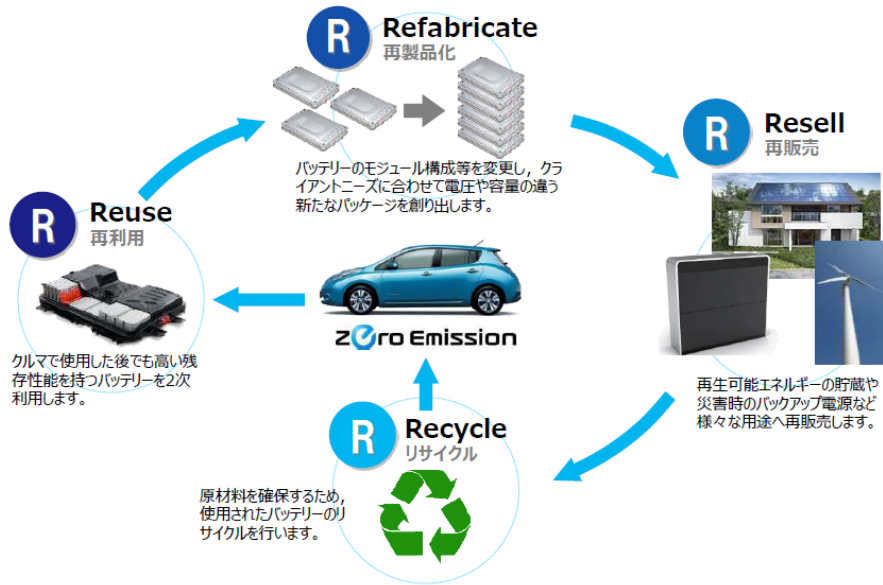 R
Refabricate
再製品化
バッテリーのモジュール構成等を変更し，クラ
イアントニーズに合わせて電圧や容量の違う
新たなパッケージを創り出します。
R
Resell
再販売
再生可能エネルギーの貯蔵や
災害時のバックアップ電源など
様々な用途へ再販売します。
R
Reuse
再利用
クルマで使用した後でも高い残
存性能を持つバッテリーを2次
利用します。
zero Emission
R
Recycle
リサイクル
原材料を確保するため，
使用されたバッテリーのリ
サイクルを行います。